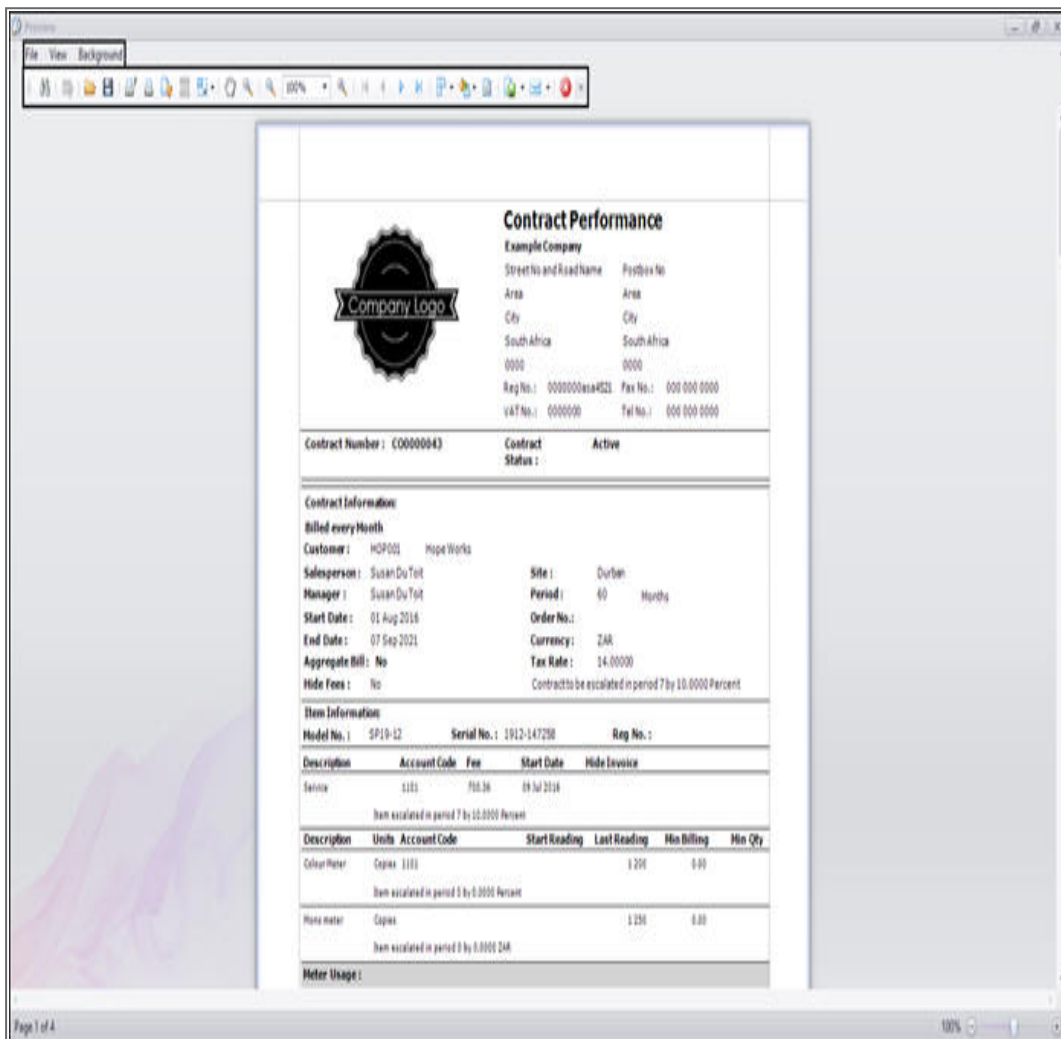 Preview
File View Background
100%
Contract Performance
Example Company
Street No and Road Name Postbox No
Area Area
City City
South Africa South Africa
0000 0000
Company Logo
Reg No.: Fax No.: 000 000 0000
VAT No.: 0000000 Tel No.: 000 000 0000
Contract Number : CO0000043 Contract Status : Active
Contract Information:
Billed every Month
Customer : HOP001 Hope Works
Salesperson : Susan Du Toit Site : Durban
Manager : Susan Du Toit Period : 60 Months
Start Date : 01 Aug 2016 Order No.:
End Date : 07 Sep 2021 Currency : ZAR
Aggregate Bill : No Tax Rate : 14.00000
Hide Fees : No Contract to be escalated in period 7 by 10.0000 Percent
Item Information:
Model No. : SP19-12 Serial No. : 1912-147258 Reg No. :
Description Account Code Fee Start Date Hide Invoice
Service 1101 09 Jul 2016
Item escalated in period 7 by 10.0000 Percent
Description Units Account Code Start Reading Last Reading Min Billing Min Qty
Colour Meter Copies 1101 1 200 0.00
Item escalated in period by 0.0000 Percent
Mono meter Copies 1 250 0.00
Item escalated in period 0 by 0.0000 ZAR
Meter Usage :
Page 1 of 4 100%